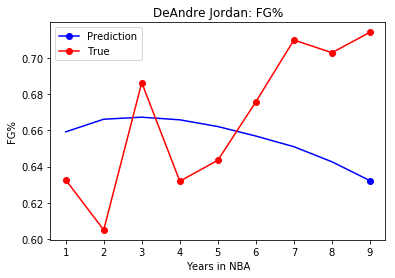 DeAndre Jordan: FG%
Prediction
True
FG%
0.70
0.68
0.66
0.64
0.62
0.60
1 2 3 4 5 6 7 8 9
Years in NBA